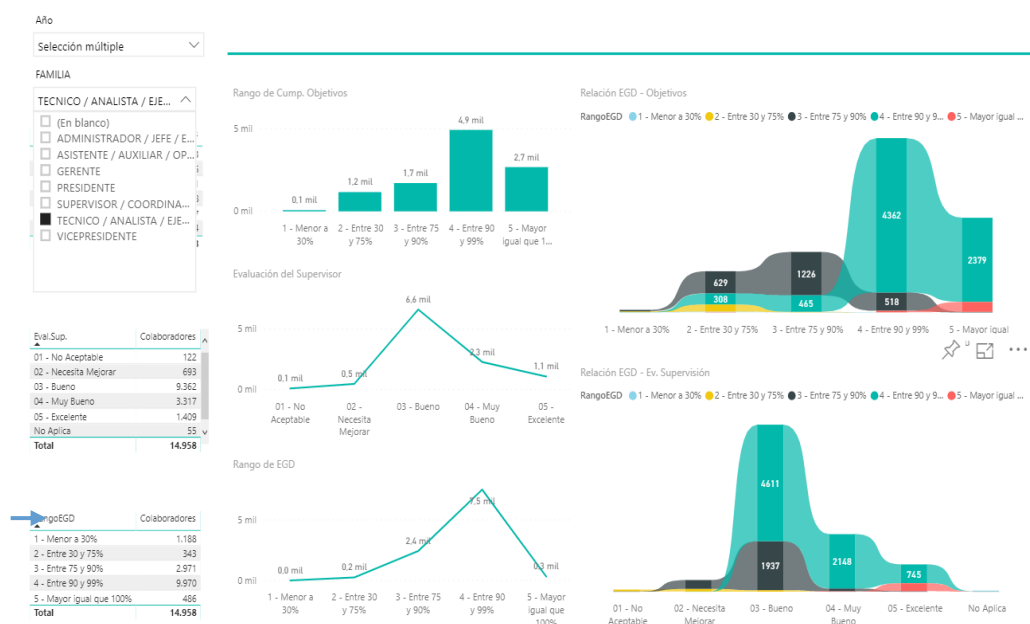 Año
Selección múltiple
FAMILIA
TECNICO / ANALISTA / EJE...
(En blanco)
ADMINISTRADOR / JEFE / E...
ASISTENTE / AUXILIAR / OP...
GERENTE
PRESIDENTE
SUPERVISOR / COORDINA...
TECNICO / ANALISTA / EJE...
VICEPRESIDENTE
Eval.Sup. Colaboradores
01 - No Aceptable 122
02 - Necesita Mejorar 693
03 - Bueno 9.362
04 - Muy Bueno 3.317
05 - Excelente 1.409
No Aplica 55
Total 14.958
RangoEGD Colaboradores
1 - Menor a 30% 1.188
2 - Entre 30 y 75% 343
3 - Entre 75 y 90% 2.971
4 - Entre 90 y 99% 9.970
5 - Mayor igual que 100% 486
Total 14.958
Rango de Cump. Objetivos
5 mil
0 mil
0,1 mil
1,2 mil
1,7 mil
4,9 mil
2,7 mil
1 - Menor a 30%
2 - Entre 30 y 75%
3 - Entre 75 y 90%
4 - Entre 90 y 99%
5 - Mayor igual que 1...
Evaluación del Supervisor
5 mil
0 mil
0,1 mil
0,5 mil
6,6 mil
2,3 mil
1,1 mil
01 - No Aceptable
02 - Necesita Mejorar
03 - Bueno
04 - Muy Bueno
05 - Excelente
Rango de EGD
5 mil
0 mil
0,0 mil
0,2 mil
2,4 mil
7,5 mil
0,3 mil
1 - Menor a 30%
2 - Entre 30 y 75%
3 - Entre 75 y 90%
4 - Entre 90 y 99%
5 - Mayor igual que 100%
Relación EGD - Objetivos
RangoEGD 1 - Menor a 30% 2 - Entre 30 y 75% 3 - Entre 75 y 90% 4 - Entre 90 y 9... 5 - Mayor igual ...
629
308
1226
465
4362
518
2379
1 - Menor a 30% 2 - Entre 30 y 75% 3 - Entre 75 y 90% 4 - Entre 90 y 99% 5 - Mayor igual
Relación EGD - Ev. Supervisión
RangoEGD 1 - Menor a 30% 2 - Entre 30 y 75% 3 - Entre 75 y 90% 4 - Entre 90 y 9... 5 - Mayor igual ...
4611
1937
2148
745
01 - No Aceptable
02 - Necesita Mejorar
03 - Bueno
04 - Muy Bueno
05 - Excelente
No Aplica